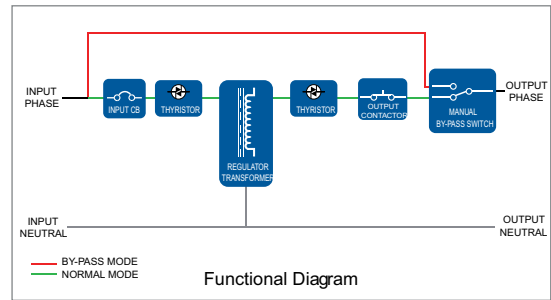 INPUT
PHASE
INPUT CB
THYRISTOR
REGULATOR
TRANSFORMER
THYRISTOR
OUTPUT
CONTACTOR
MANUAL
BY-PASS SWITCH
OUTPUT
PHASE
INPUT
NEUTRAL
OUTPUT
NEUTRAL
BY-PASS MODE
NORMAL MODE
Functional Diagram